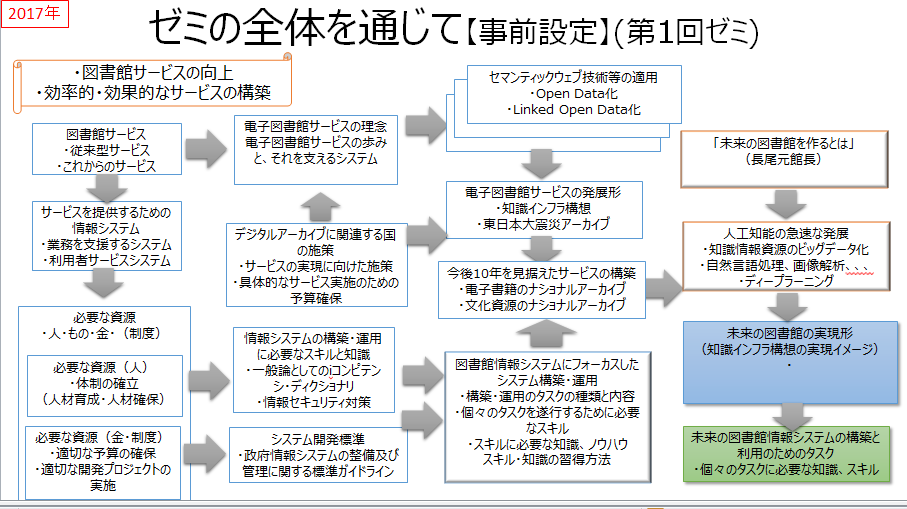 2017年
ゼミの全体を通じて【事前設定】(第1回ゼミ)
・図書館サービスの向上
・効率的・効果的なサービスの構築
図書館サービス
・従来型サービス
・これからのサービス
サービスを提供するための
情報システム
・業務を支援するシステム
・利用者サービスシステム
必要な資源
・人・もの・金・（制度）
必要な資源（人）
・体制の確立
（人材育成・人材確保）
必要な資源（金・制度）
・適切な予算の確保
・適切な開発プロジェクトの
実施
電子図書館サービスの理念
電子図書館サービスの歩み
と、それを支えるシステム
デジタルアーカイブに関連する国
の施策
・サービスの実現に向けた施策
・具体的なサービス実施のための
予算確保
情報システムの構築・運用
に必要なスキルと知識
・一般論としてのiコンピテン
シ・ディクショナリ
・情報セキュリティ対策
システム開発標準
・政府情報システムの整備及び
管理に関する標準ガイドライン
セマンティックウェブ技術等の適用
・Open Data化
・Linked Open Data化
電子図書館サービスの発展形
・知識インフラ構想
・東日本大震災アーカイブ
今後10年を見据えたサービスの構築
・電子書籍のナショナルアーカイブ
・文化資源のナショナルアーカイブ
図書館情報システムにフォーカスした
システム構築・運用
・構築・運用のタスクの種類と内容
・個々のタスクを遂行するために必要
なスキル
・スキルに必要な知識、ノウハウ
スキル・知識の習得方法
「未来の図書館を作るとは」
（長尾元館長）
人工知能の急速な発展
・知識情報資源のビッグデータ化
・自然言語処理、画像解析、、、
・ディープラーニング
未来の図書館の実現形
（知識インフラ構想の実現イメージ）
・
未来の図書館情報システムの構築と
利用のためのタスク
・個々のタスクに必要な知識、スキル